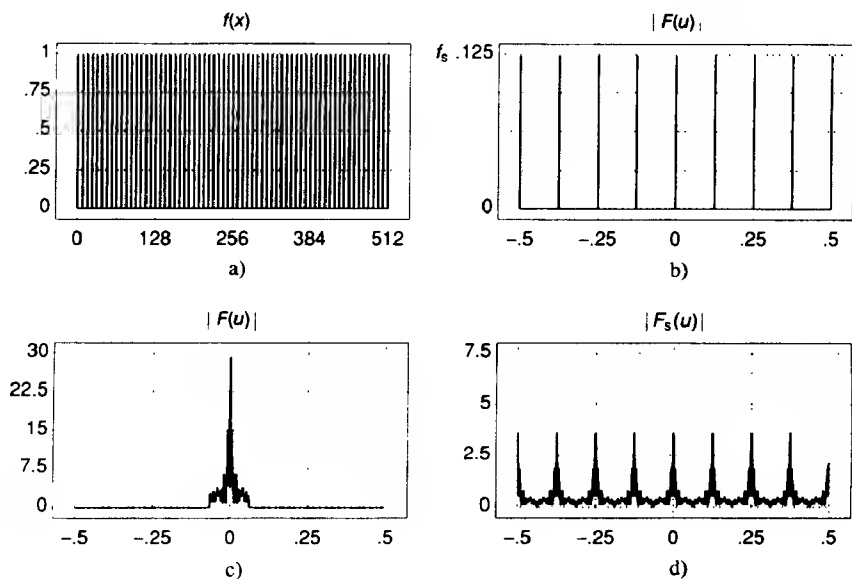 f(x)
1
.75
.5
.25
0
0 128 256 384 512
a)
| F(u) |
fs .125
0
-.5 -.25 0 .25 .5
b)
| F(u) |
30
22.5
15
7.5
0
-.5 -.25 0 .25 .5
c)
| Fs(u) |
7.5
5
2.5
0
-.5 -.25 0 .25 .5
d)